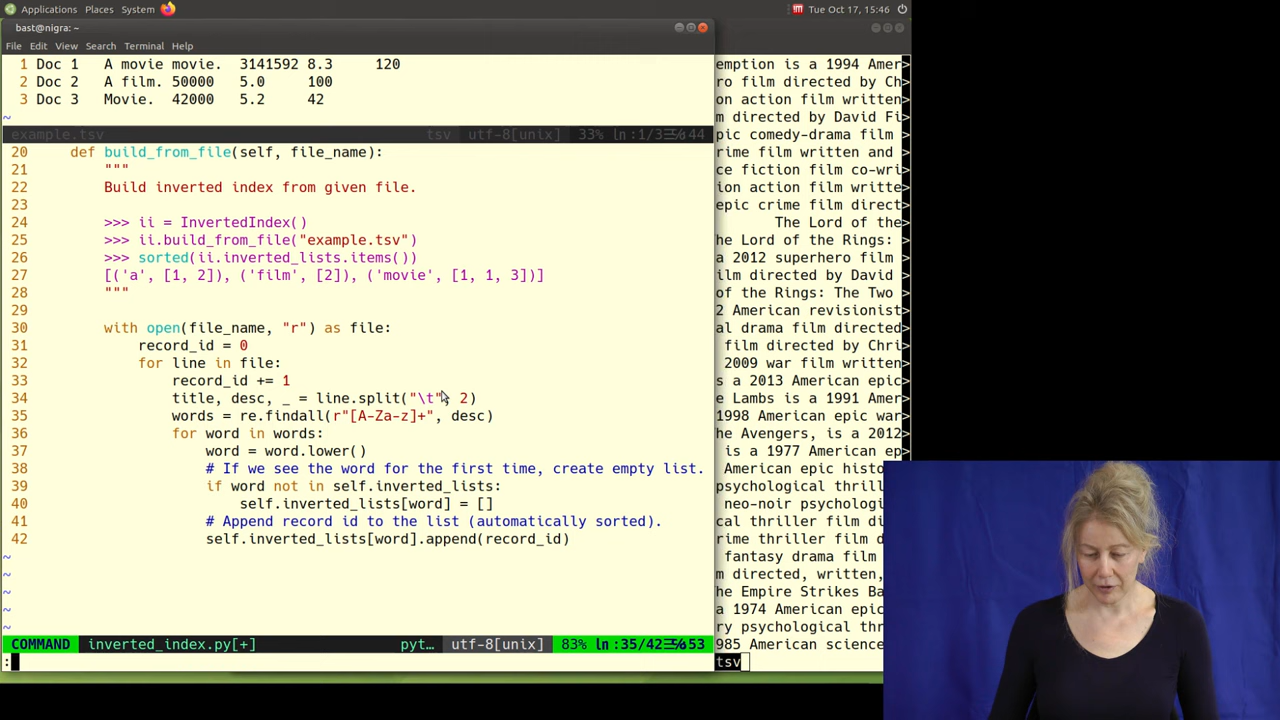 Applications Places System
Tue Oct 17, 15:46
bast@nigra: ~
File Edit View Search Terminal Help
1 Doc 1 A movie movie. 3141592 8.3 120
2 Doc 2 A film. 50000 5.0 100
3 Doc 3 Movie. 42000 5.2 42
~
example.tsv tsv utf-8[unix] 33% ln:1/3
20 def build_from_file(self, file_name):
21 """
22 Build inverted index from given file.
23
24 >>> ii = InvertedIndex()
25 >>> ii.build_from_file("example.tsv")
26 >>> sorted(ii.inverted_lists.items())
27 [('a', [1, 2]), ('film', [2]), ('movie', [1, 1, 3])]
28 """
29
30 with open(file_name, "r") as file:
31 record_id = 0
32 for line in file:
33 record_id += 1
34 title, desc, _ = line.split("\t", 2)
35 words = re.findall(r"[A-Za-z]+", desc)
36 for word in words:
37 word = word.lower()
38 # If we see the word for the first time, create empty list.
39 if word not in self.inverted_lists:
40 self.inverted_lists[word] = []
41 # Append record id to the list (automatically sorted).
42 self.inverted_lists[word].append(record_id)
~
~
~
~
~
COMMAND inverted_index.py[+] pyt… utf-8[unix] 83% ln:35/42
:
emption is a 1994 Amer>
ro film directed by Ch>
on action film written>
m directed by David Fi>
epic comedy-drama film>
rime film written and >
ce fiction film co-wri>
ion action film writte>
epic crime film direct>
The Lord of the>
he Lord of the Rings: >
a 2012 superhero film >
film directed by David>
of the Rings: The Two >
2 American revisionist>
al drama film directed>
film directed by Chri>
2009 war film written>
s a 2013 American epic>
e Lambs is a 1991 Amer>
1998 American epic war>
the Avengers, is a 2012>
is a 1977 American ep>
American epic histo>
psychological thrill>
neo-noir psychologi>
cal thriller film di>
rime thriller film d>
fantasy drama film >
m directed, written,>
he Empire Strikes Ba>
a 1974 American epic>
ry psychological thr>
985 American science>
tsv